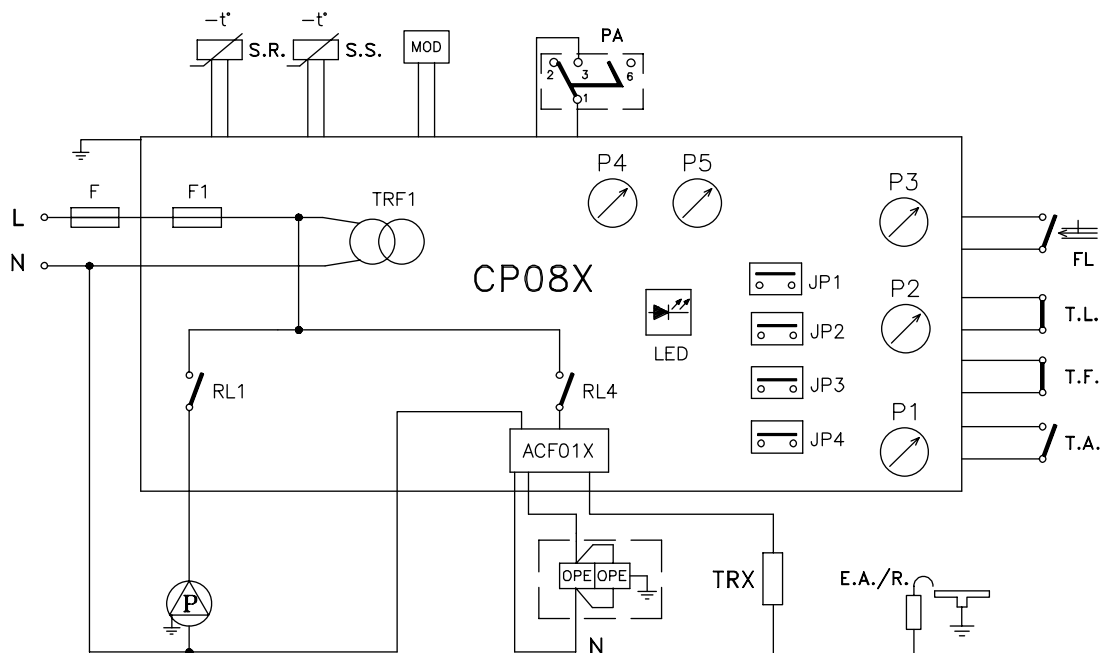 -t° -t° PA
S.R. S.S. MOD
2 3 6
1
P4 P5 P3
F F1 TRF1
L
N
FL
CP08X
P2
JP1
T.L.
LED
JP2
T.F.
RL1 RL4 JP3
P1
JP4
T.A.
ACF01X
OPE OPE
TRX
E.A./R.
P
N